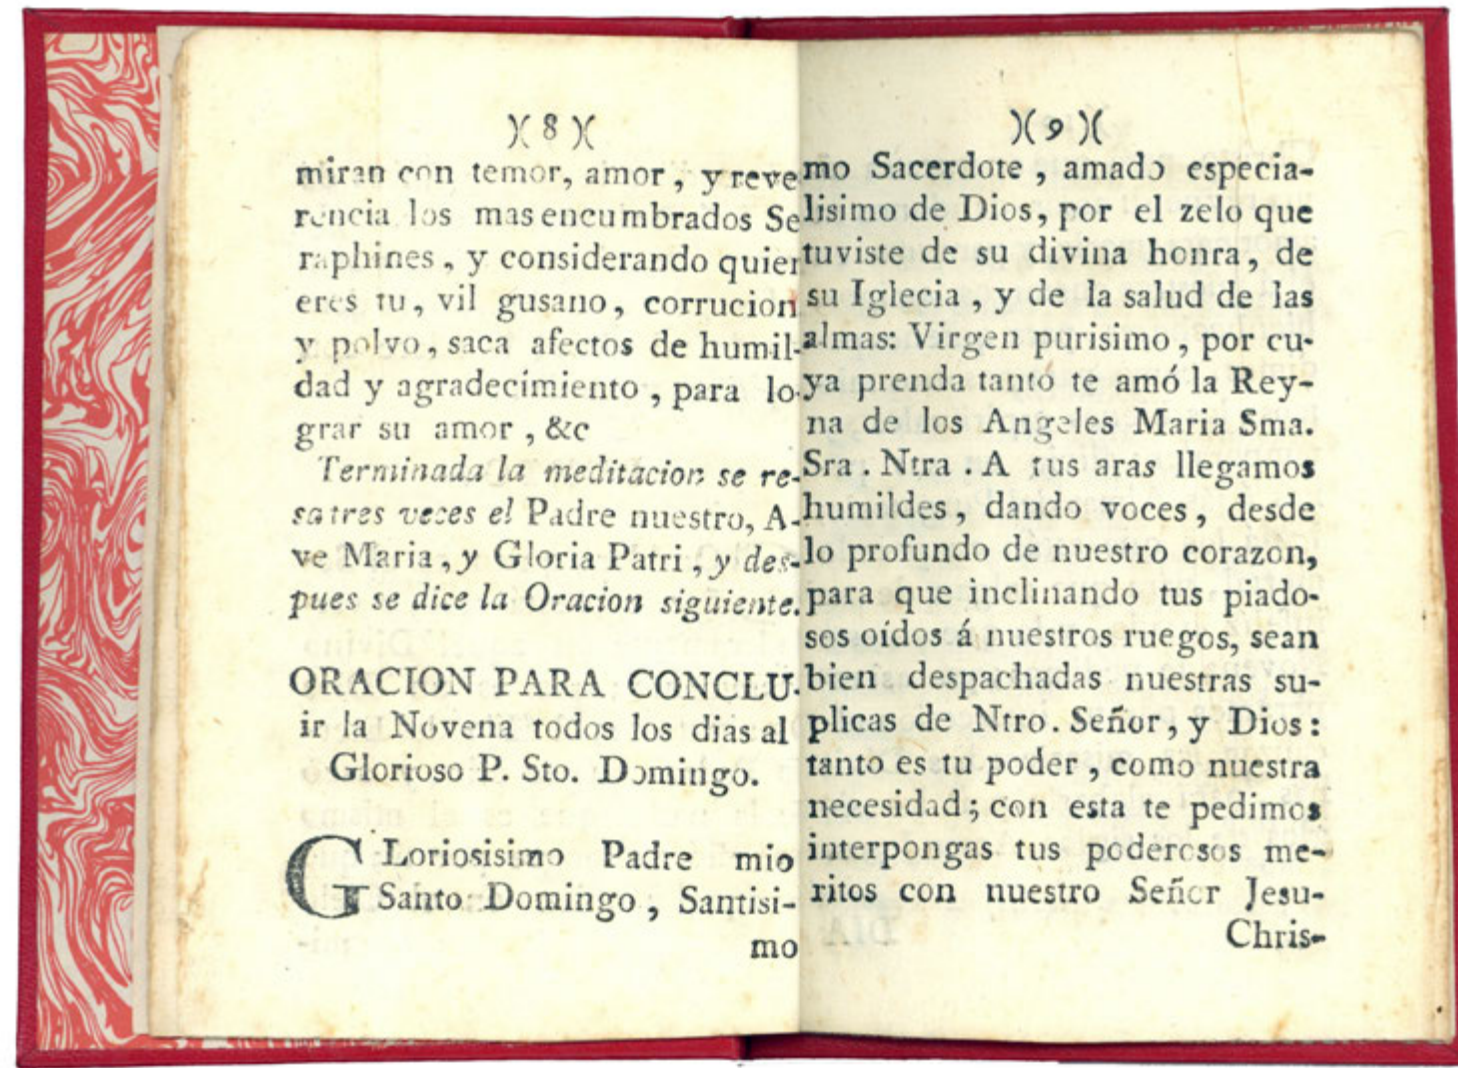 )( 8 )(
miran con temor, amor, y reve
rencia los mas encumbrados Se
raphines, y considerando quien
eres tu, vil gusano, corrucion
y polvo, saca afectos de humil-
dad y agradecimiento, para lo-
grar su amor, &c
Terminada la meditacion se re-
sa tres veces el Padre nuestro, A-
ve Maria, y Gloria Patri, y des-
pues se dice la Oracion siguiente.
ORACION PARA CONCLU-
ir la Novena todos los dias al
Glorioso P. Sto. Domingo.
GLoriosisimo Padre mio
Santo Domingo, Santisi-
mo
)( 9 )(
mo Sacerdote, amado especia-
lisimo de Dios, por el zelo que
tuviste de su divina honra, de
su Iglecia, y de la salud de las
almas: Virgen purisimo, por cu-
ya prenda tanto te amó la Rey-
na de los Angeles Maria Sma.
Sra. Ntra. A tus aras llegamos
humildes, dando voces, desde
lo profundo de nuestro corazon,
para que inclinando tus piado-
sos oídos á nuestros ruegos, sean
bien despachadas nuestras su-
plicas de Ntro. Señor, y Dios:
tanto es tu poder, como nuestra
necesidad; con esta te pedimos
interpongas tus poderosos me-
ritos con nuestro Señor Jesu-
Chris-